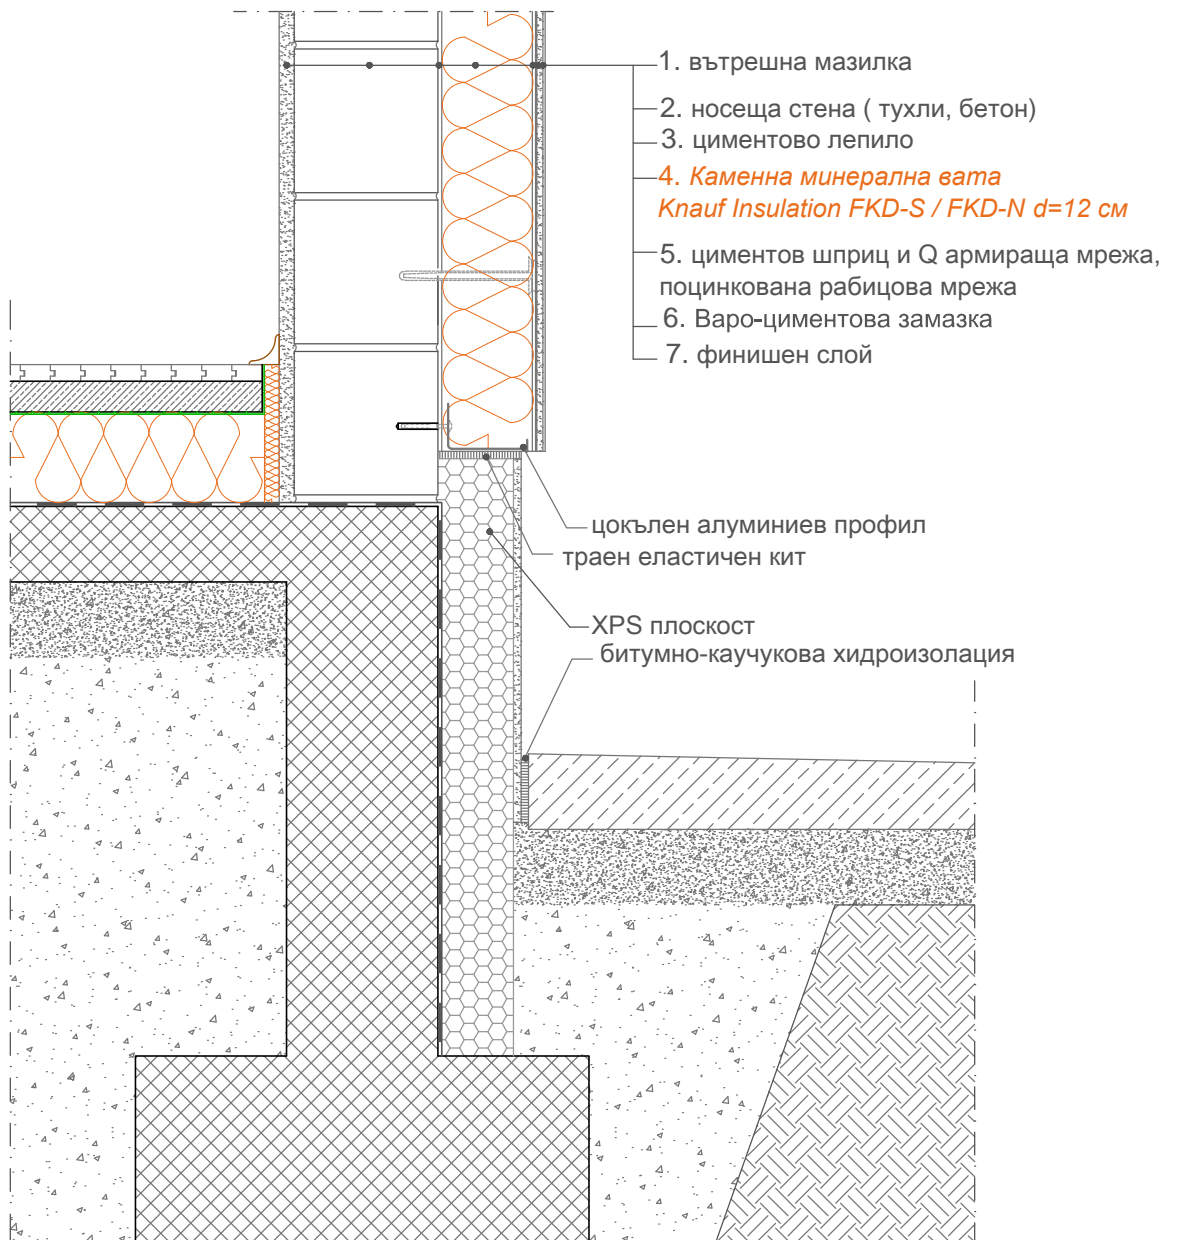 1. вътрешна мазилка
2. носеща стена ( тухли, бетон)
3. циментово лепило
4. Каменна минерална вата
Knauf Insulation FKD-S / FKD-N d=12 см
5. циментов шприц и Q армираща мрежа,
поцинкована рабицова мрежа
6. Варо-циментова замазка
7. финишен слой
цокълен алуминиев профил
траен еластичен кит
XPS плоскост
битумно-каучукова хидроизолация